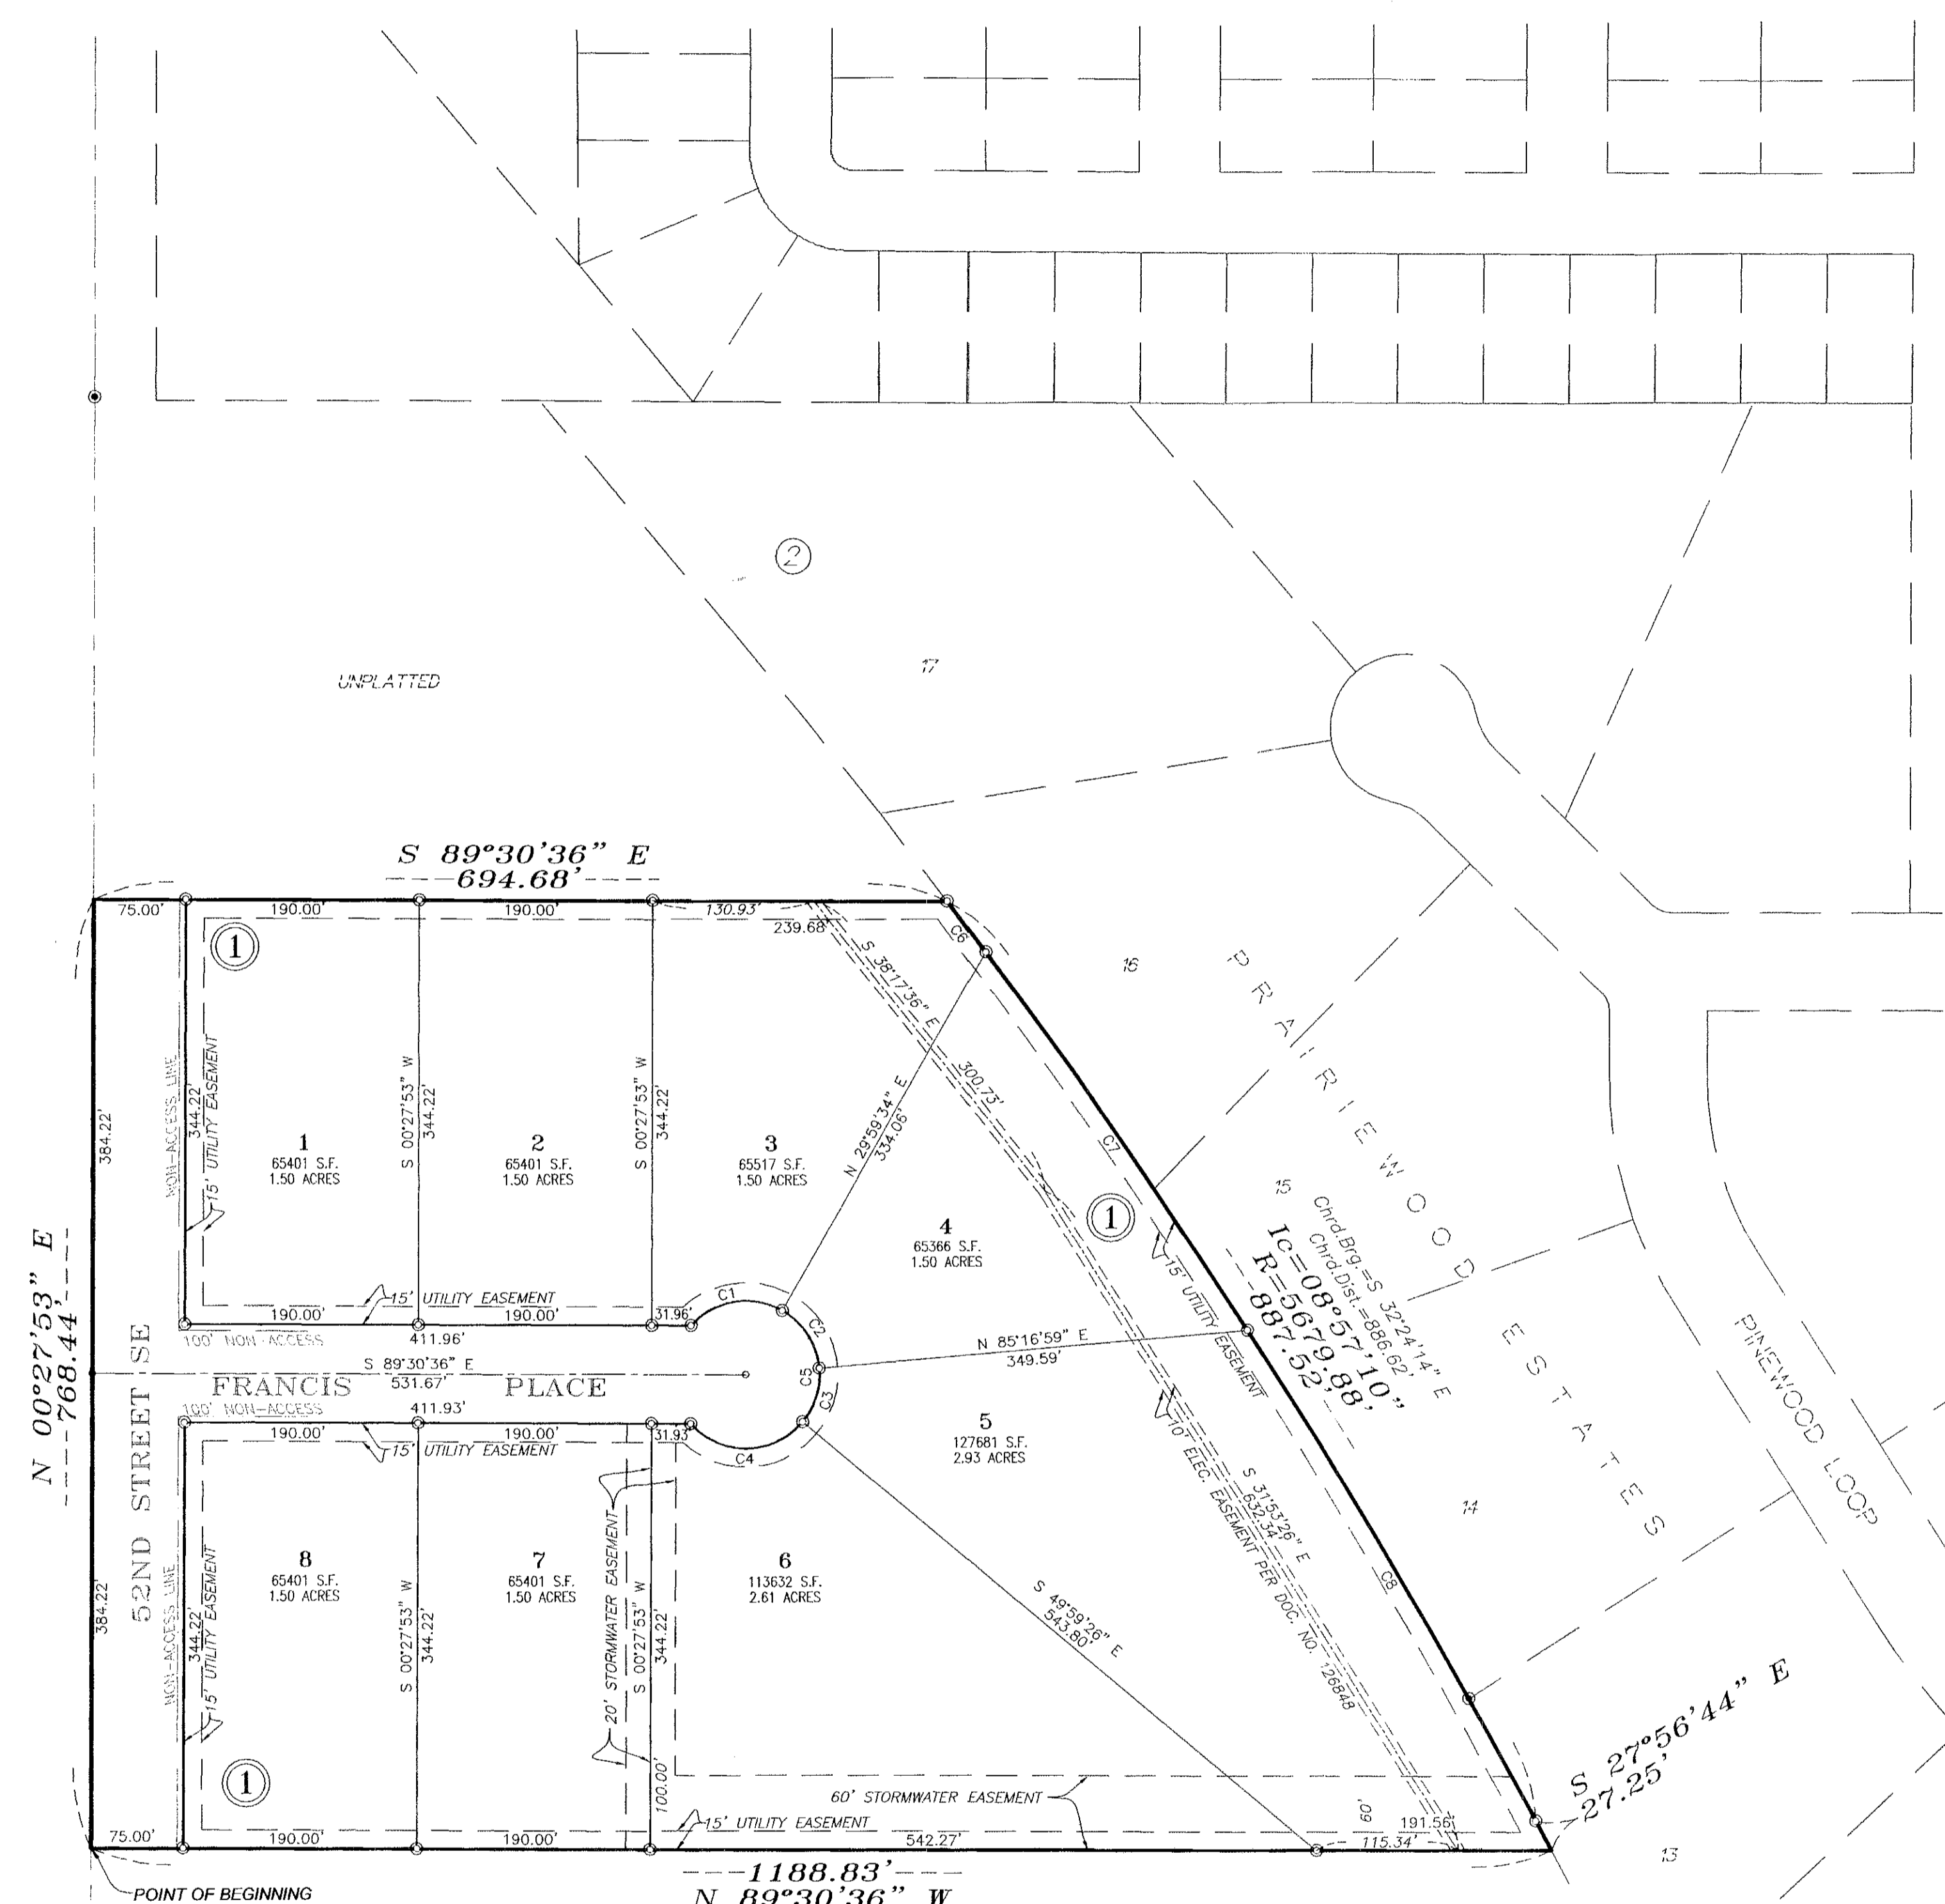 2
17
UNPLATTED
S 89°30'36" E
694.68'
75.00'
190.00'
190.00'
130.93'
239.68'
C6
1
S 38°17'36" E
300.73'
16
PRAIRIEWOOD ESTATES
384.22'
NON-ACCESS LINE
344.22'
15' UTILITY EASEMENT
S 00°27'53" W
344.22'
S 00°27'53" W
344.22'
N 29°59'34" E
334.06'
C7
1
65401 S.F.
1.50 ACRES
2
65401 S.F.
1.50 ACRES
3
65517 S.F.
1.50 ACRES
4
65366 S.F.
1.50 ACRES
1
15
Chrd.Brg.=S 32°24'14" E
Chrd.Dist.=886.62'
Ic=08°57'10"
R=5679.88'
887.52'
15' UTILITY EASEMENT
N 00°27'53" E
768.44'
15' UTILITY EASEMENT
190.00'
190.00'
31.96'
C1
C2
100' NON-ACCESS
411.96'
S 89°30'36" E
531.67'
N 85°16'59" E
349.59'
C5
C3
52ND STREET SE
FRANCIS PLACE
100' NON-ACCESS
411.93'
190.00'
190.00'
31.93'
15' UTILITY EASEMENT
C4
5
127681 S.F.
2.93 ACRES
10' ELEC. EASEMENT PER DOC. NO. 126848
S 31°53'26" E
632.34'
14
PINEWOOD LOOP
384.22'
NON-ACCESS LINE
344.22'
15' UTILITY EASEMENT
8
65401 S.F.
1.50 ACRES
S 00°27'53" W
344.22'
7
65401 S.F.
1.50 ACRES
20' STORMWATER EASEMENT
S 00°27'53" W
344.22'
100.00'
6
113632 S.F.
2.61 ACRES
S 49°59'26" E
543.80'
C8
1
60' STORMWATER EASEMENT
15' UTILITY EASEMENT
60'
191.56'
115.34'
S 27°56'44" E
27.25'
75.00'
190.00'
190.00'
542.27'
13
1188.83'
N 89°30'36" W
POINT OF BEGINNING